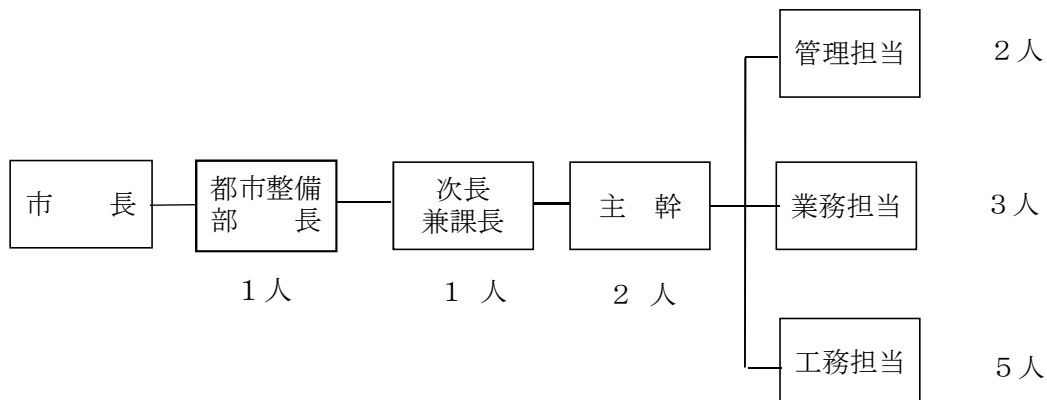 管理担当 2人
市　　長
都市整備
部　　長
次長
兼課長
主　幹
業務担当 3人
1人
1 人
2 人
工務担当 5人